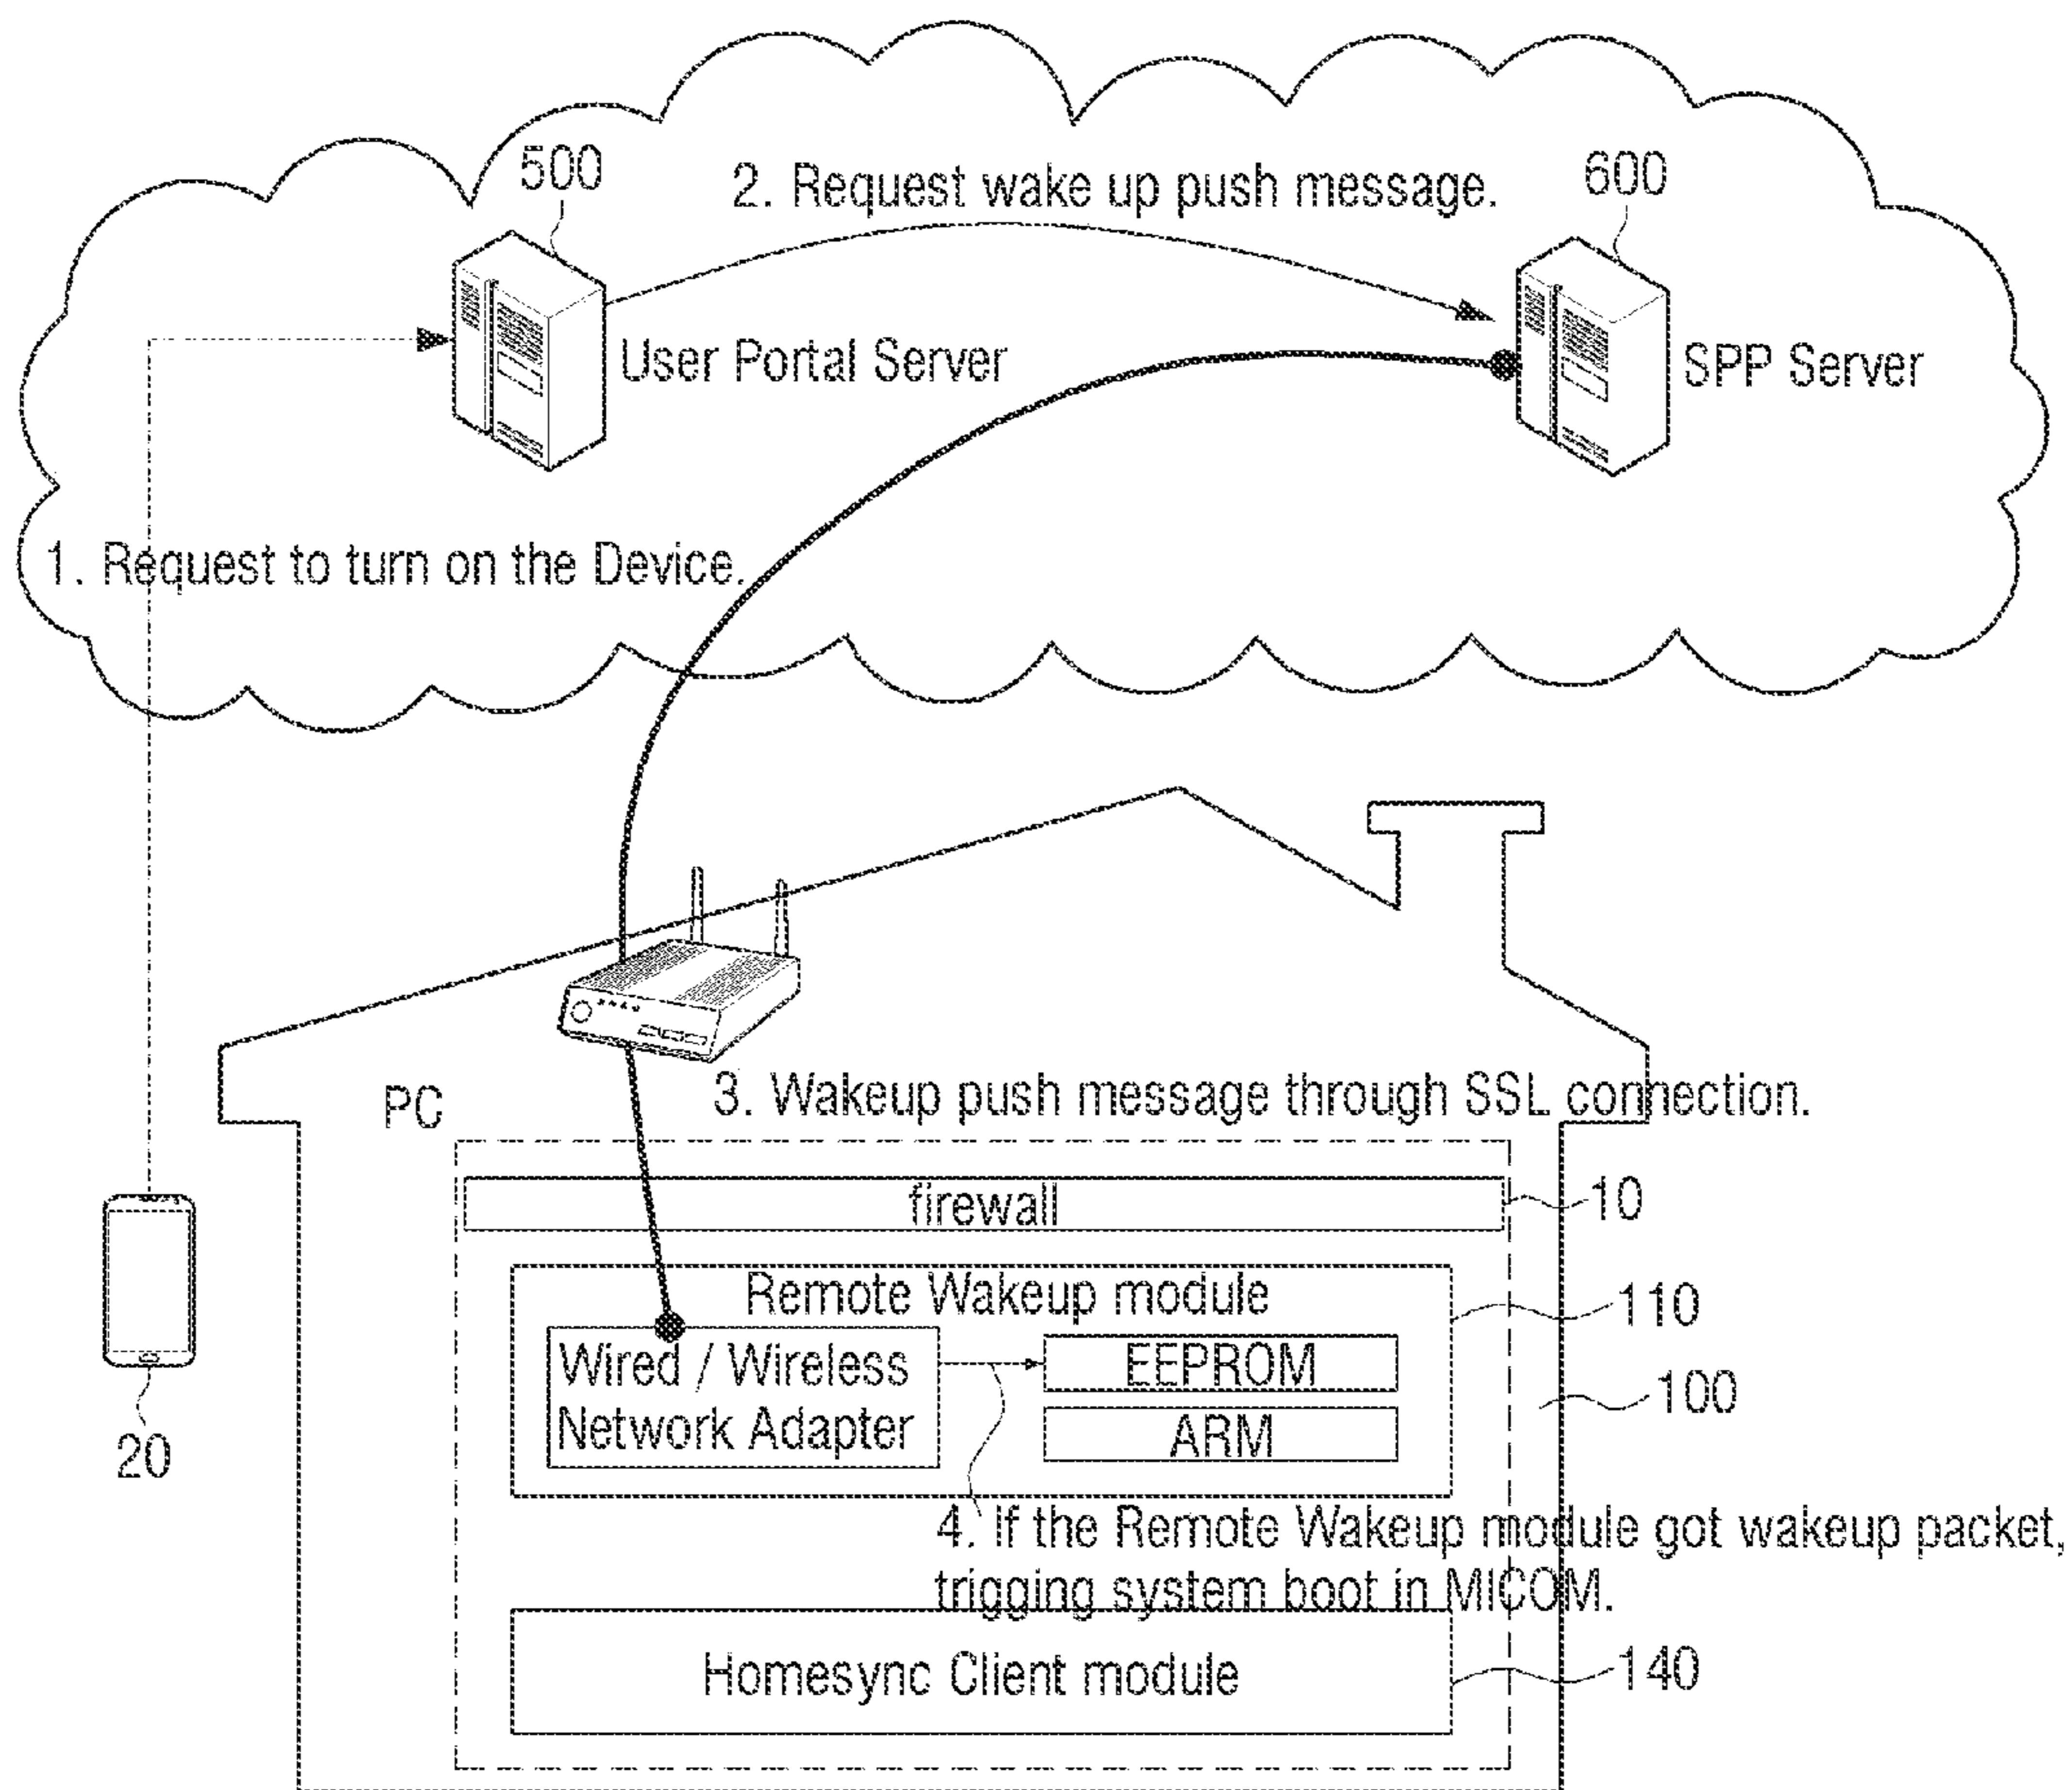 500
2. Request wake up push message.
600
User Portal Server
SPP Server
1. Request to turn on the Device.
PC
3. Wakeup push message through SSL connection.
firewall
10
Remote Wakeup module
110
Wired / Wireless
Network Adapter
EEPROM
ARM
100
20
4. If the Remote Wakeup module got wakeup packet,
trigging system boot in MICOM.
Homesync Client module
140